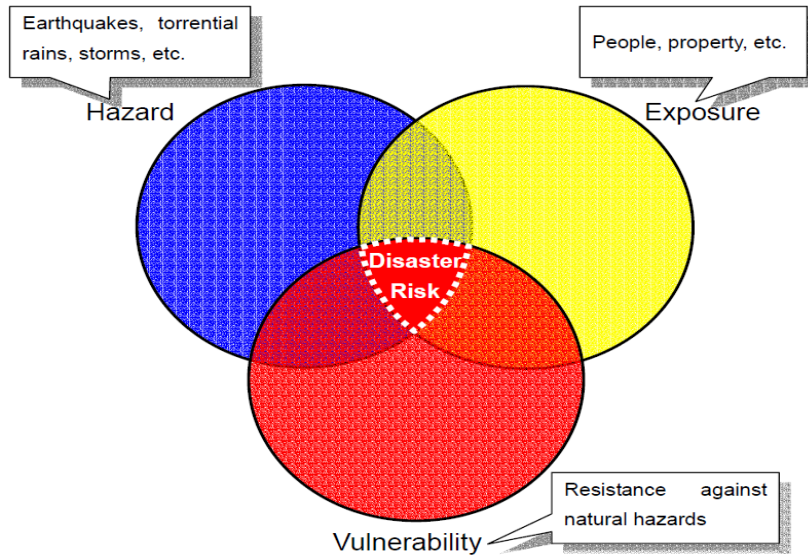 Earthquakes, torrential
rains, storms, etc.
People, property, etc.
Hazard
Exposure
Disaster
Risk
Resistance against
natural hazards
Vulnerability